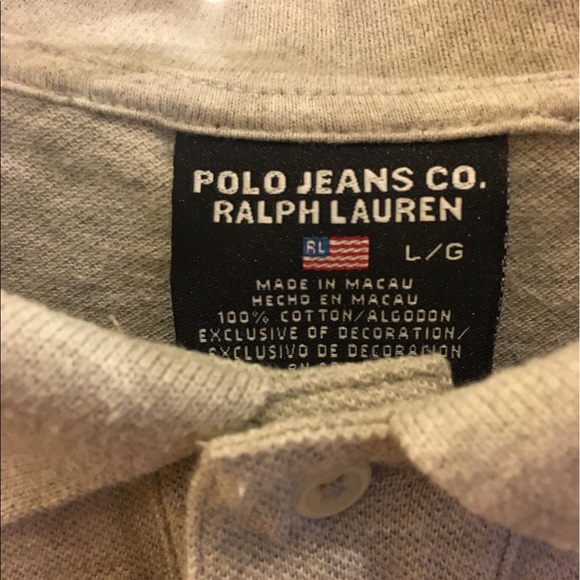 POLO JEANS CO.
RALPH LAUREN
RL L/G
MADE IN MACAU
HECHO EN MACAU
100% COTTON/ALGODON
EXCLUSIVE OF DECORATION/
EXCLUSIVO DE DECORACION